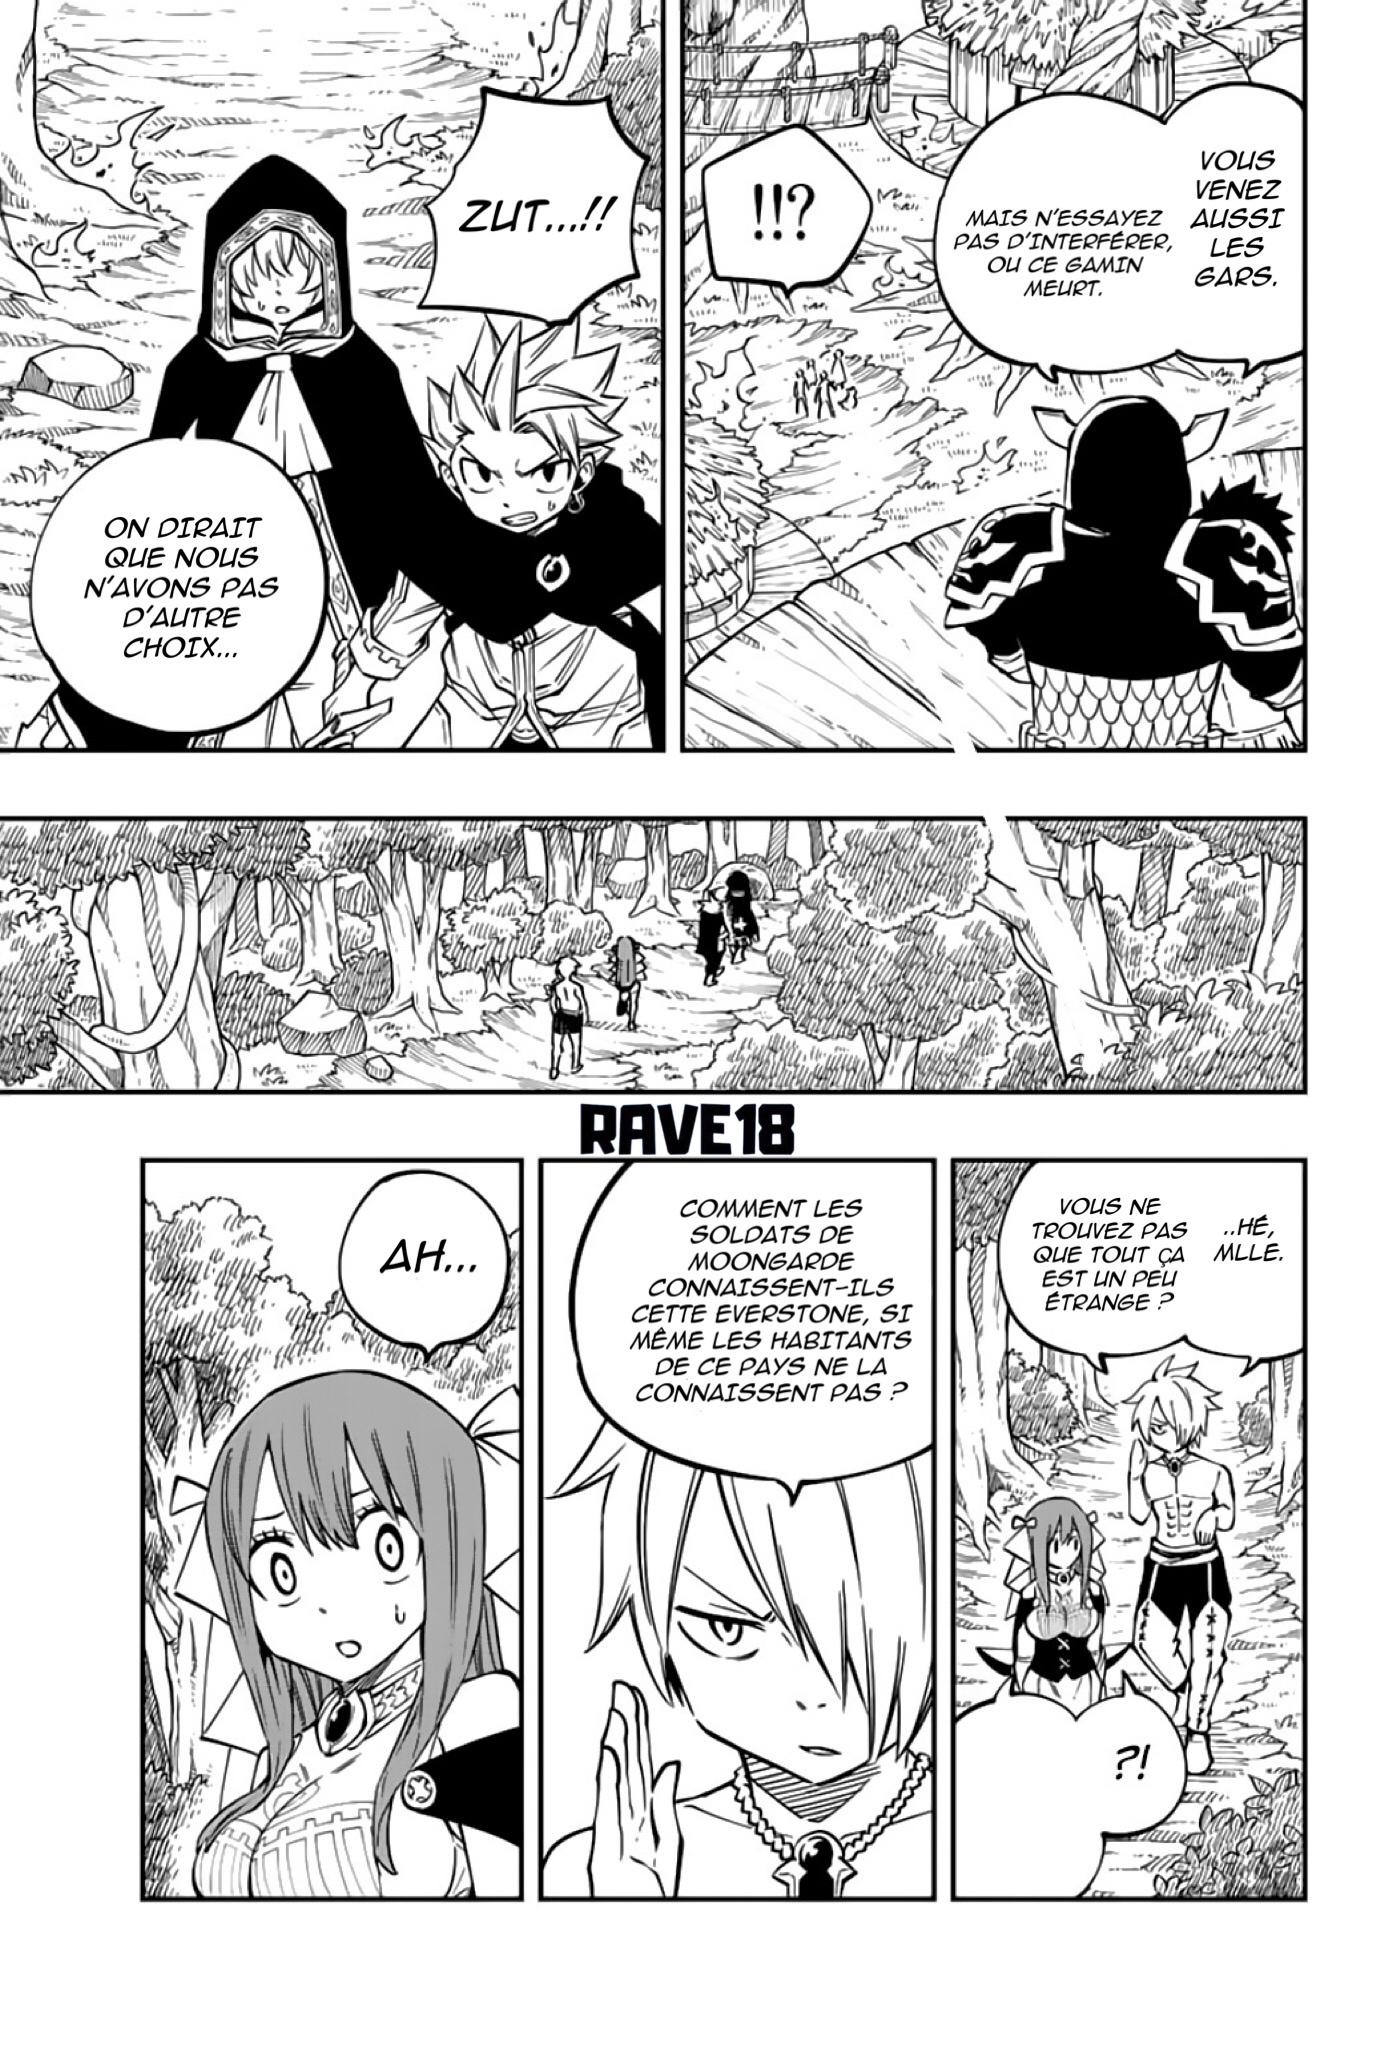 VOUS
VENEZ
AUSSI
LES
GARS.
MAIS N'ESSAYEZ
PAS D'INTERFÉRER,
OU CE GAMIN
MEURT.
!!?
ZUT...!!
ON DIRAIT
QUE NOUS
N'AVONS PAS
D'AUTRE
CHOIX...
RAVE18
..HÉ,
MLLE.
VOUS NE
TROUVEZ PAS
QUE TOUT ÇA
EST UN PEU
ÉTRANGE ?
?!
COMMENT LES
SOLDATS DE
MOONGARDE
CONNAISSENT-ILS
CETTE EVERSTONE, SI
MÊME LES HABITANTS
DE CE PAYS NE LA
CONNAISSENT PAS ?
AH...